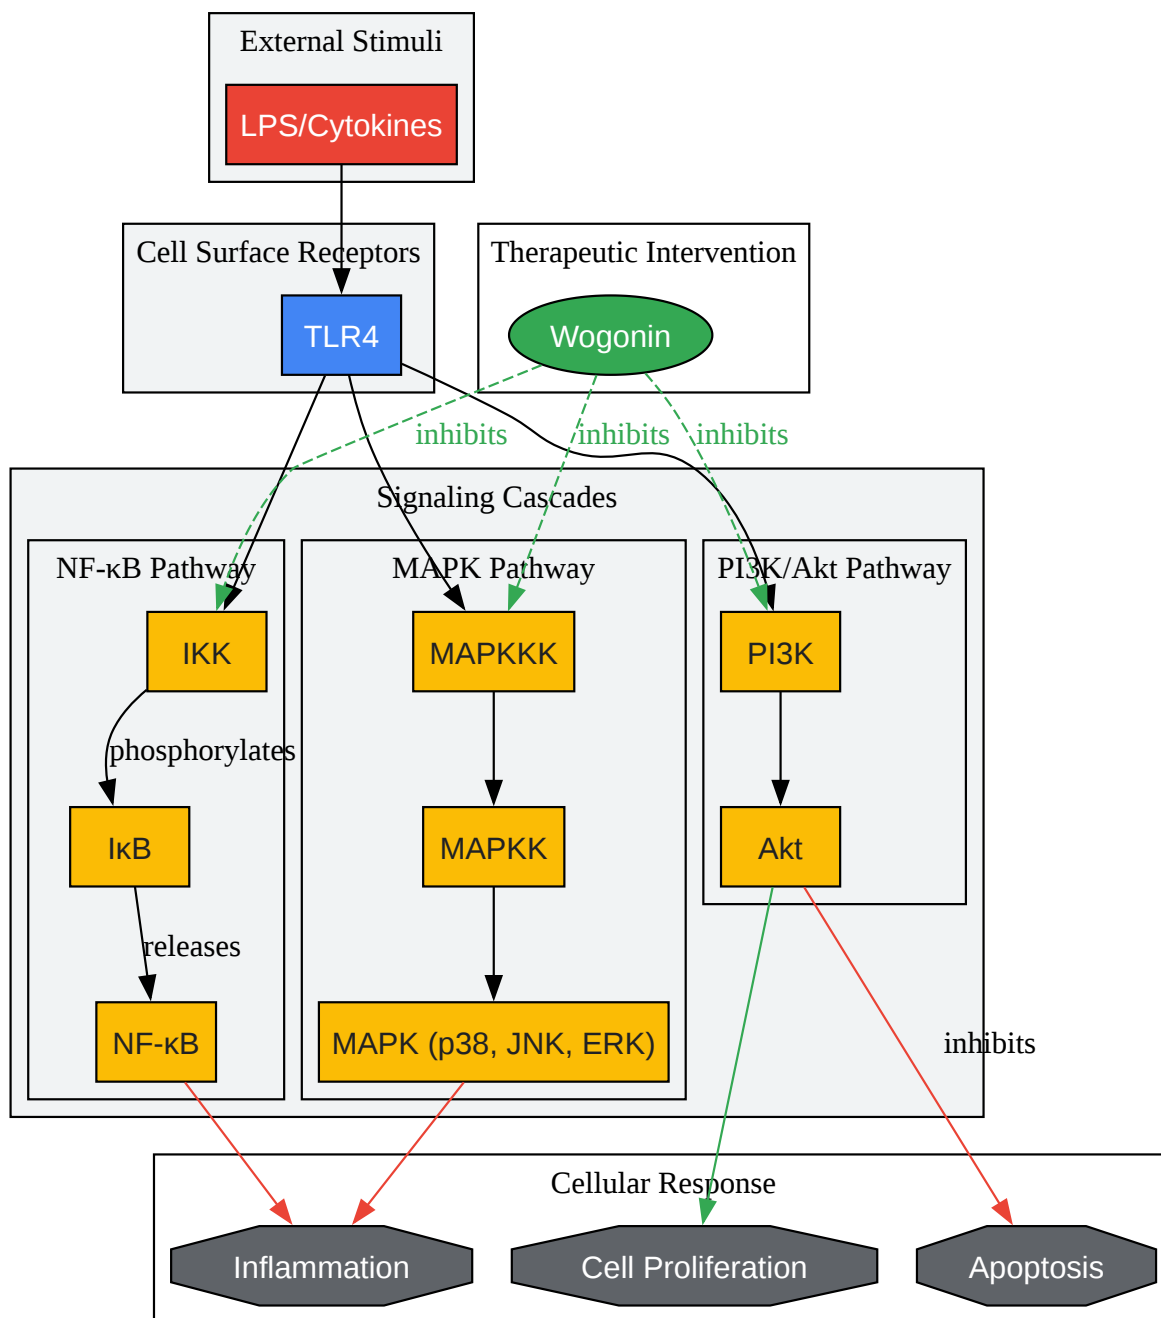 External Stimuli
LPS/Cytokines
Cell Surface Receptors
Therapeutic Intervention
TLR4
Wogonin
inhibits
inhibits
inhibits
Signaling Cascades
NF-κB Pathway
MAPK Pathway
PI3K/Akt Pathway
IKK
MAPKKK
PI3K
phosphorylates
IκB
MAPKK
Akt
releases
NF-κB
MAPK (p38, JNK, ERK)
inhibits
Cellular Response
Inflammation
Cell Proliferation
Apoptosis